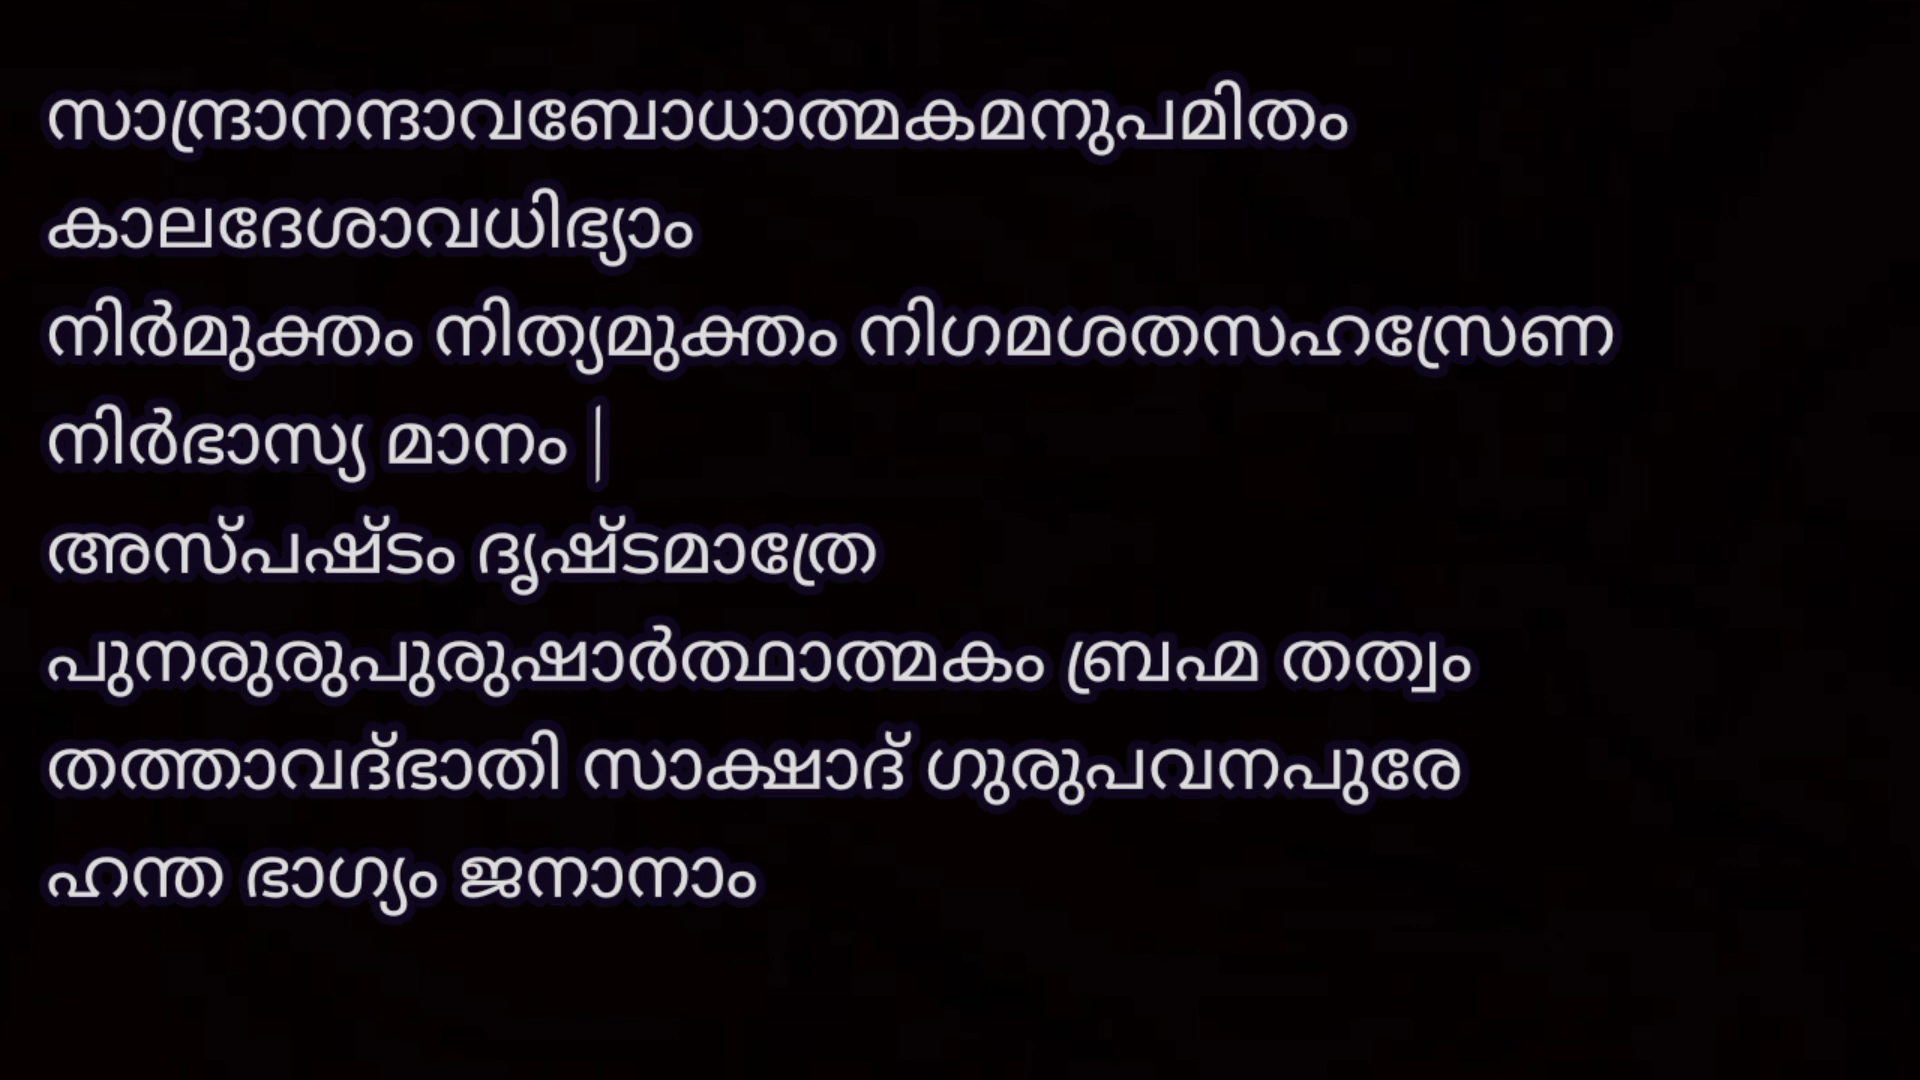 സാന്ദ്രാനന്ദാവബോധാത്മകമനുപമിതം
കാലദേശാവധിഭ്യാം
നിർമുക്തം നിത്യമുക്തം നിഗമശതസഹസ്രേണ
നിർഭാസ്യ മാനം |
അസ്പഷ്ടം ദൃഷ്ടമാത്രേ
പുനരുരുപുരുഷാർത്ഥാത്മകം ബ്രഹ്മ തത്വം
തത്താവദ്ഭാതി സാക്ഷാദ് ഗുരുപവനപുരേ
ഹന്ത ഭാഗ്യം ജനാനാം